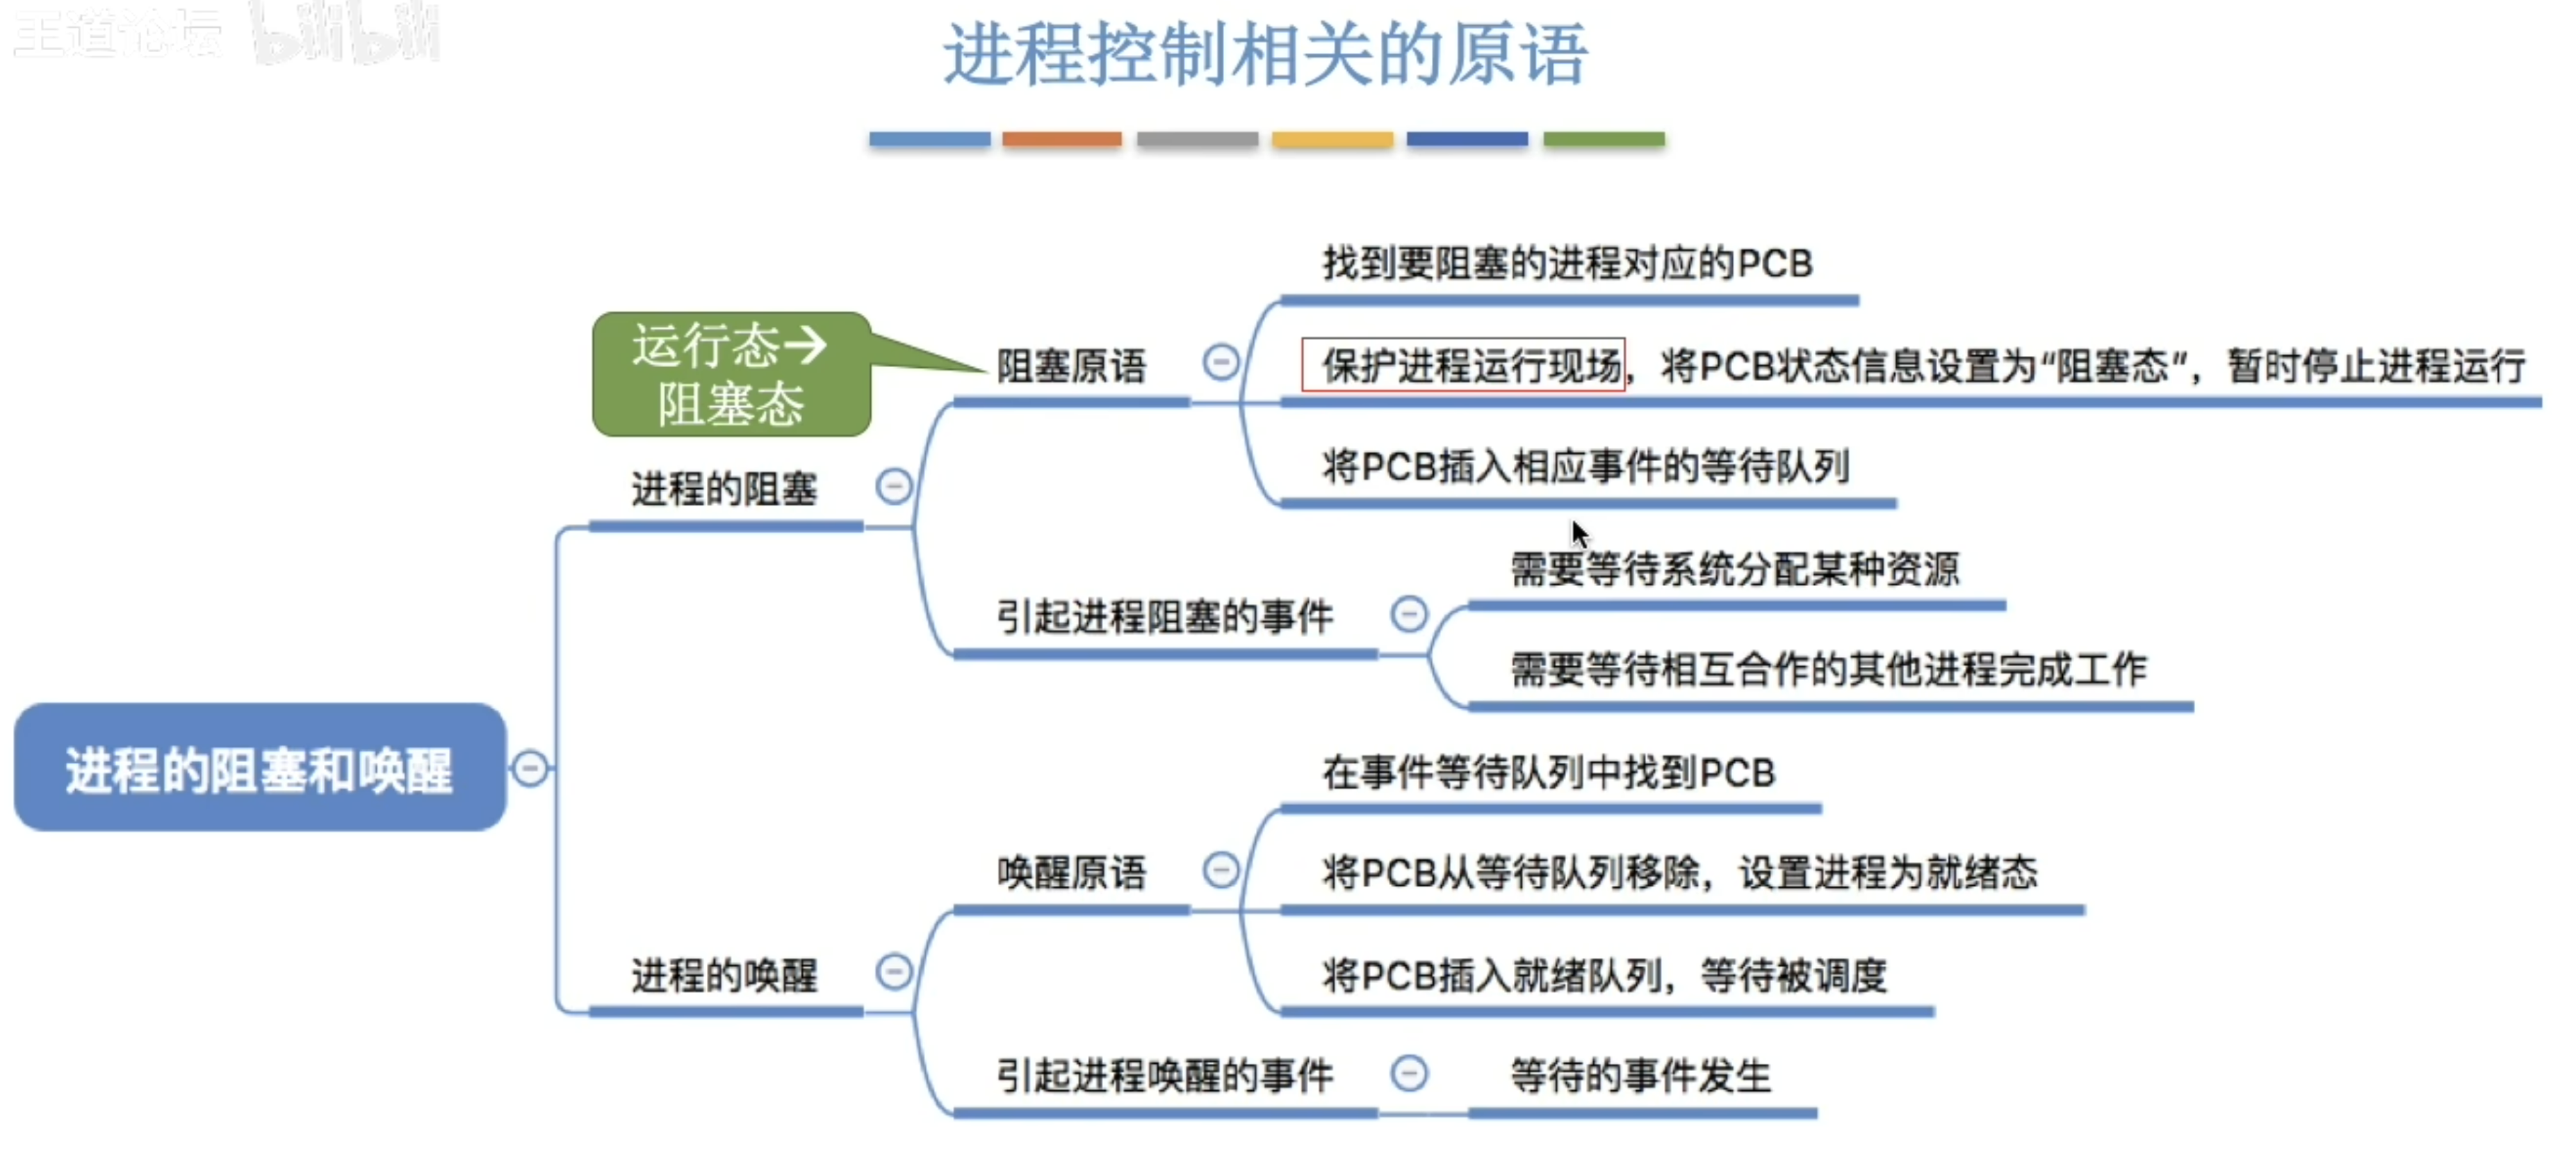 王道论坛 bilibili
进程控制相关的原语
找到要阻塞的进程对应的PCB
运行态→
阻塞态
阻塞原语
保护进程运行现场，将PCB状态信息设置为“阻塞态”，暂时停止进程运行
将PCB插入相应事件的等待队列
进程的阻塞
需要等待系统分配某种资源
引起进程阻塞的事件
需要等待相互合作的其他进程完成工作
进程的阻塞和唤醒
在事件等待队列中找到PCB
唤醒原语
将PCB从等待队列移除，设置进程为就绪态
进程的唤醒
将PCB插入就绪队列，等待被调度
引起进程唤醒的事件
等待的事件发生